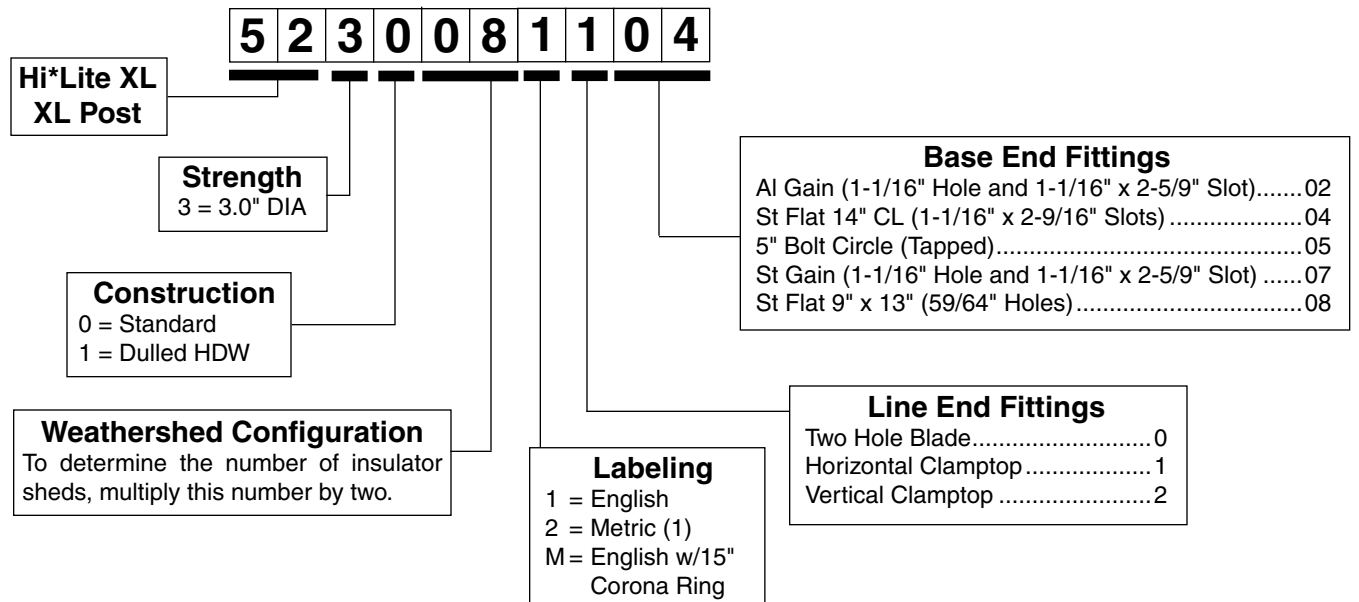 5 2 3 0 0 8 1 1 0 4
Hi*Lite XL
XL Post
Strength
3 = 3.0" DIA
Construction
0 = Standard
1 = Dulled HDW
Weathershed Configuration
To determine the number of insulator
sheds, multiply this number by two.
Labeling
1 = English
2 = Metric (1)
M = English w/15"
Corona Ring
Line End Fittings
Two Hole Blade............................0
Horizontal Clamptop....................1
Vertical Clamptop ........................2
Base End Fittings
Al Gain (1-1/16" Hole and 1-1/16" x 2-5/9" Slot).......02
St Flat 14" CL (1-1/16" x 2-9/16" Slots) .....................04
5" Bolt Circle (Tapped)................................................05
St Gain (1-1/16" Hole and 1-1/16" x 2-5/9" Slot) ......07
St Flat 9" x 13" (59/64" Holes)...................................08